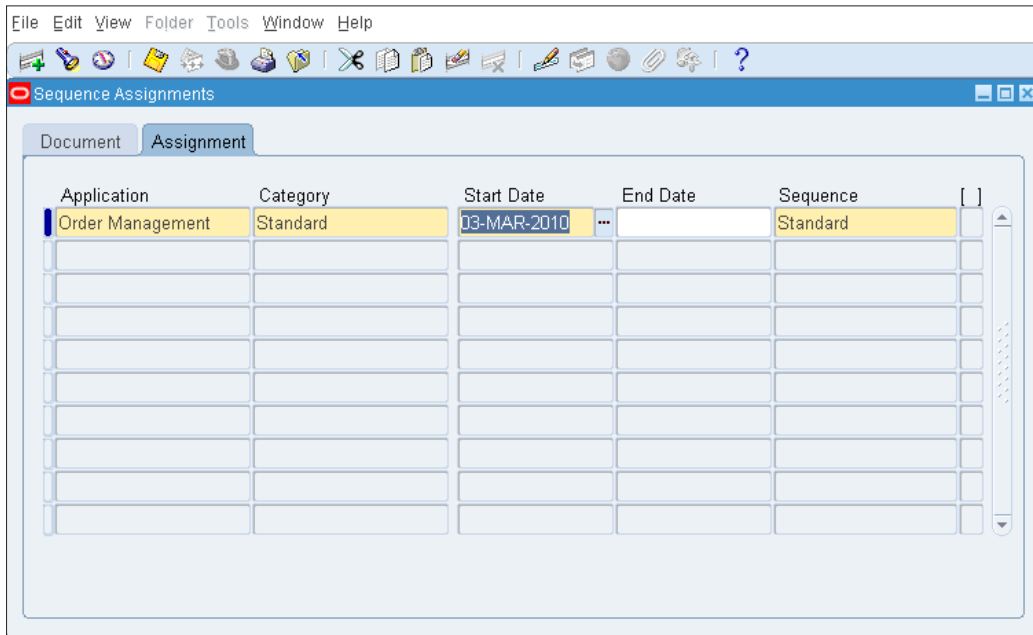 File Edit View Folder Tools Window Help
Sequence Assignments
Document Assignment
Application Category Start Date End Date Sequence [ ]
Order Management Standard 03-MAR-2010 ... Standard